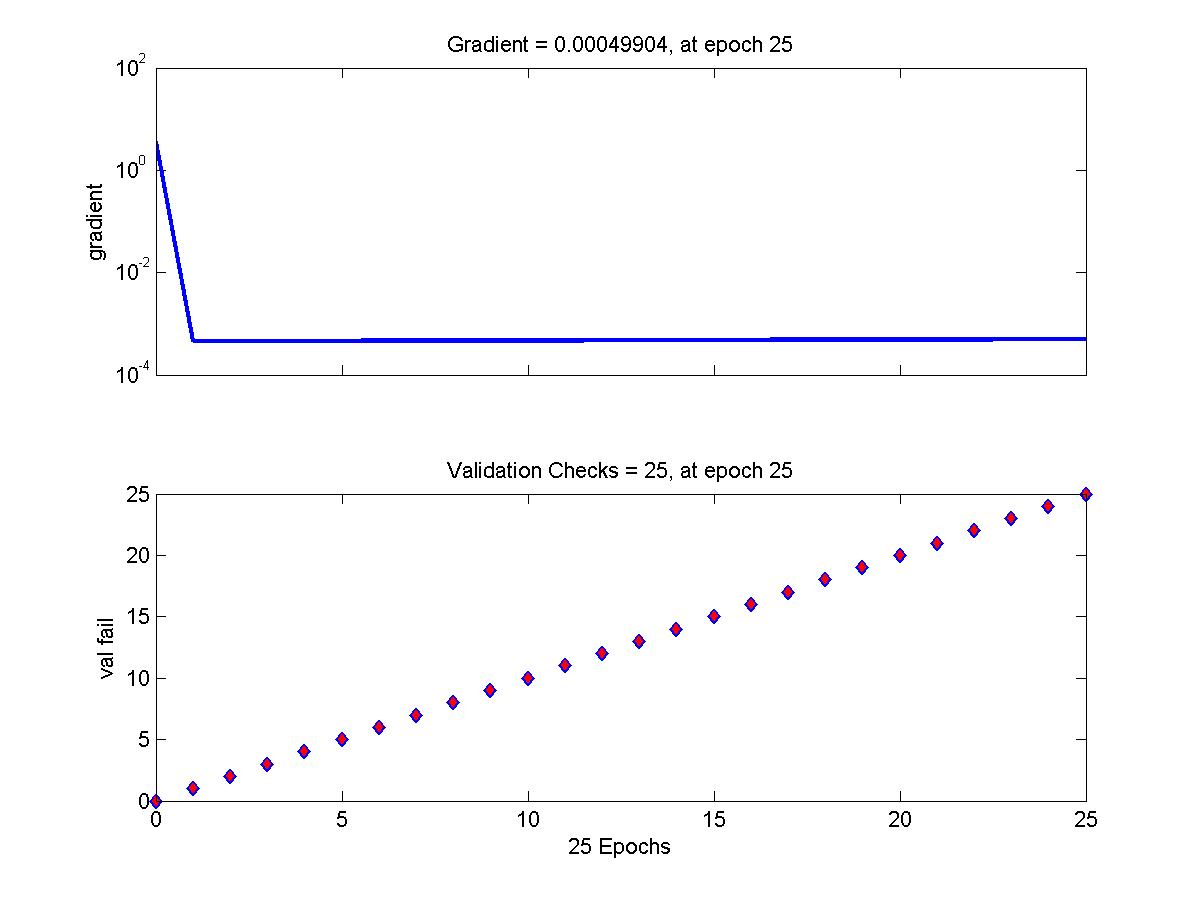 Gradient = 0.00049904, at epoch 25
10^2
10^0
10^-2
10^-4
gradient
Validation Checks = 25, at epoch 25
25
20
15
10
5
0
val fail
0 5 10 15 20 25
25 Epochs